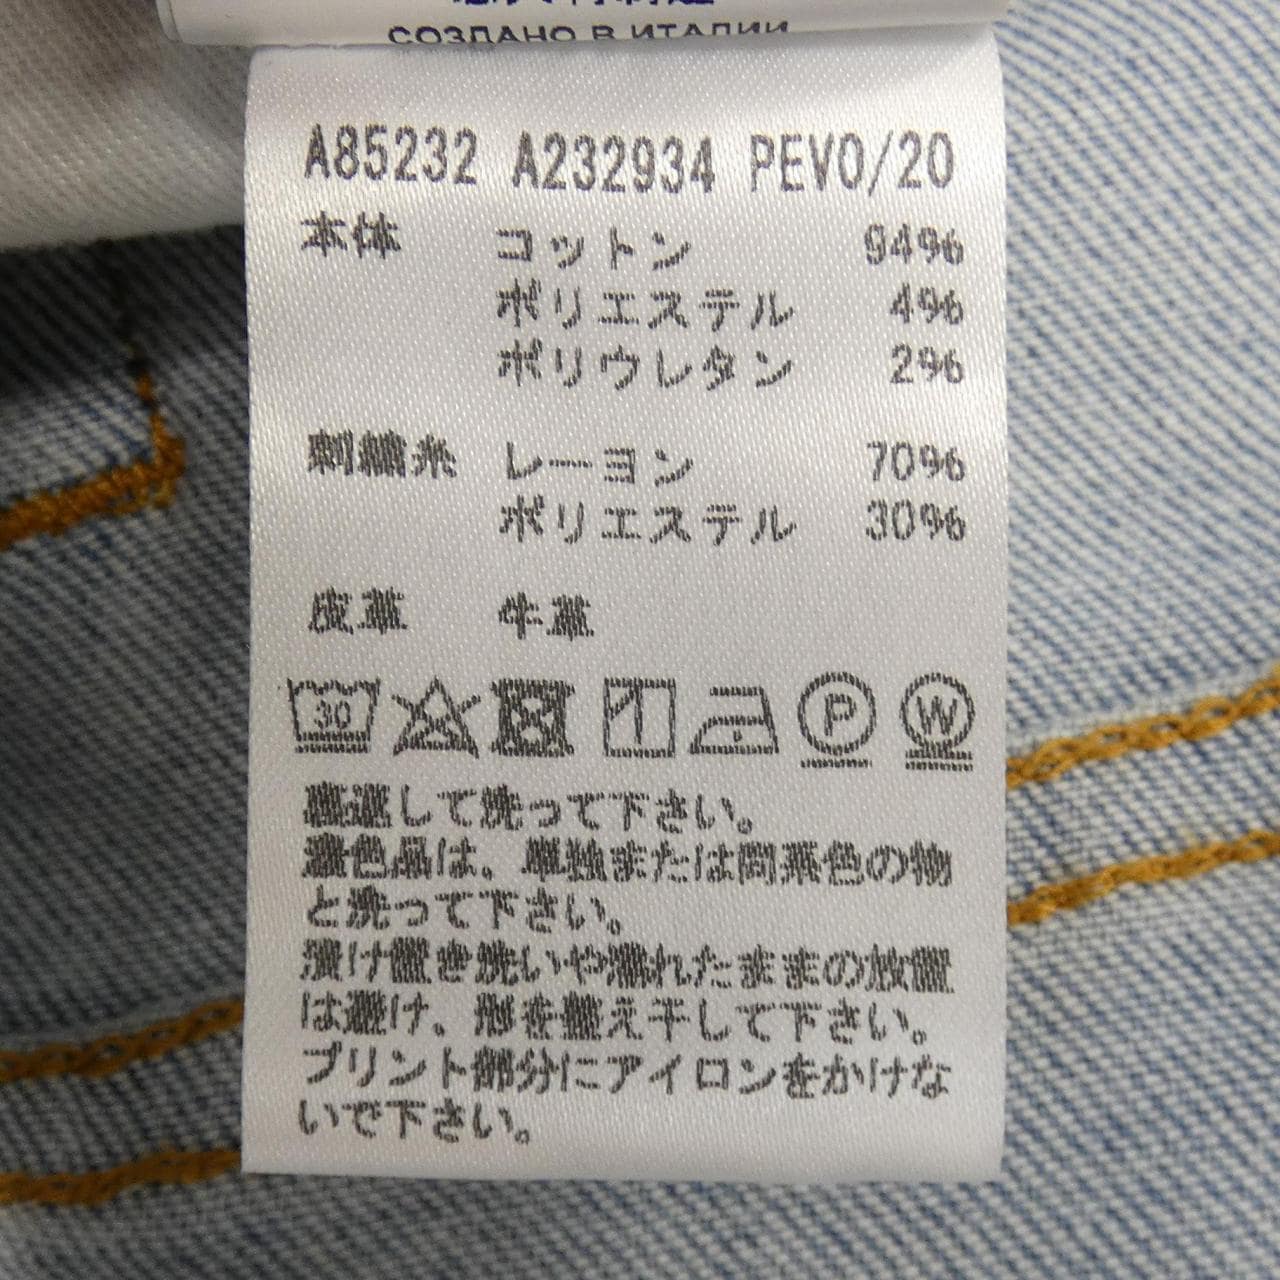 СОЗДАНО В ИТАЛИИ
A85232 A232934 PEVO/20
本体 コットン 94%
ポリエステル 4%
ポリウレタン 2%
刺繍糸 レーヨン 70%
ポリエステル 30%
皮革 牛革
30 P W
裏返して洗って下さい。
濃色品は、単独または同系色の物
と洗って下さい。
漬け置き洗いや濡れたままの放置
は避け、形を整え干して下さい。
プリント部分にアイロンをかけな
いで下さい。